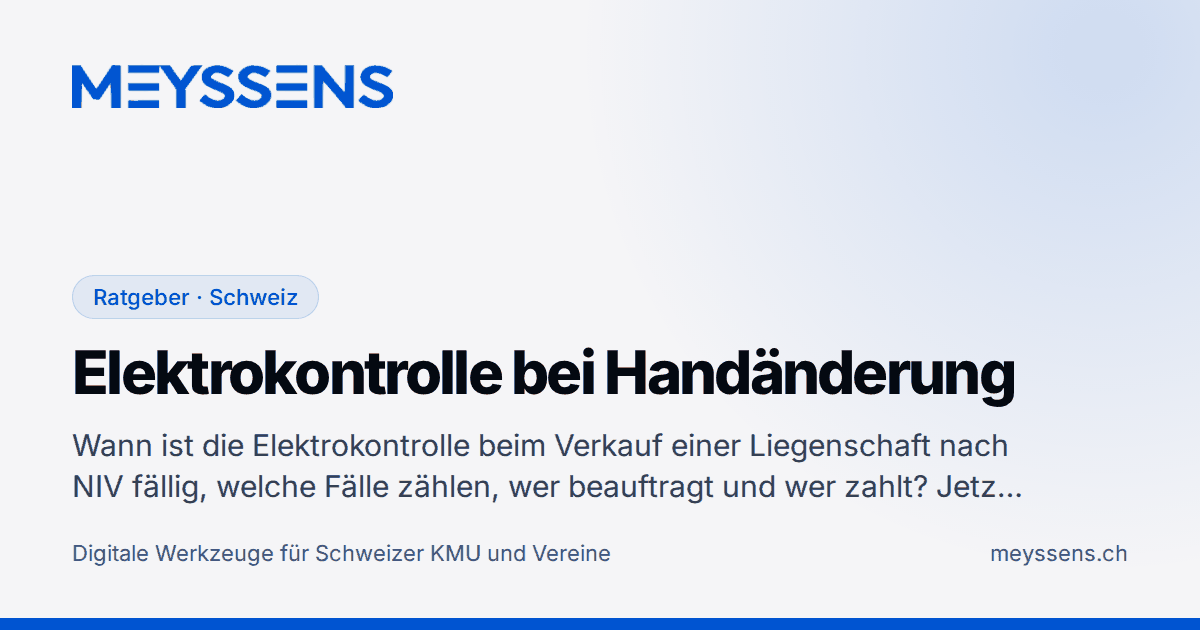 MEYSSENS
Ratgeber · Schweiz
Elektrokontrolle bei Handänderung
Wann ist die Elektrokontrolle beim Verkauf einer Liegenschaft nach
NIV fällig, welche Fälle zählen, wer beauftragt und wer zahlt? Jetz...
Digitale Werkzeuge für Schweizer KMU und Vereine
meyssens.ch